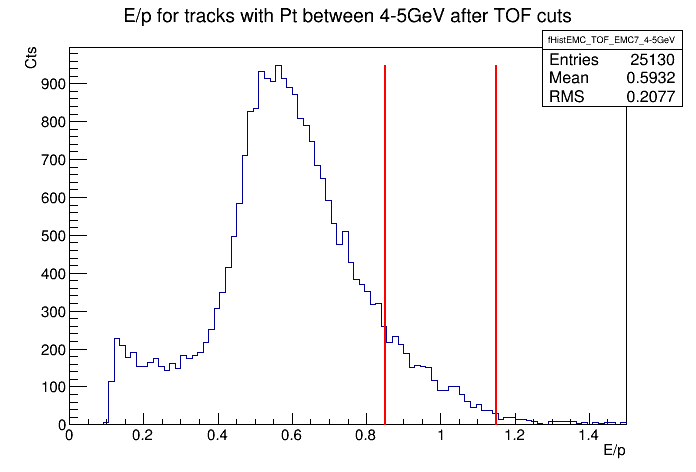 E/p for tracks with Pt between 4-5GeV after TOF cuts
fHistEMC_TOF_EMC7_4-5GeV
Entries 25130
Mean 0.5932
RMS 0.2077
Cts
900
800
700
600
500
400
300
200
100
0
0 0.2 0.4 0.6 0.8 1 1.2 1.4
E/p